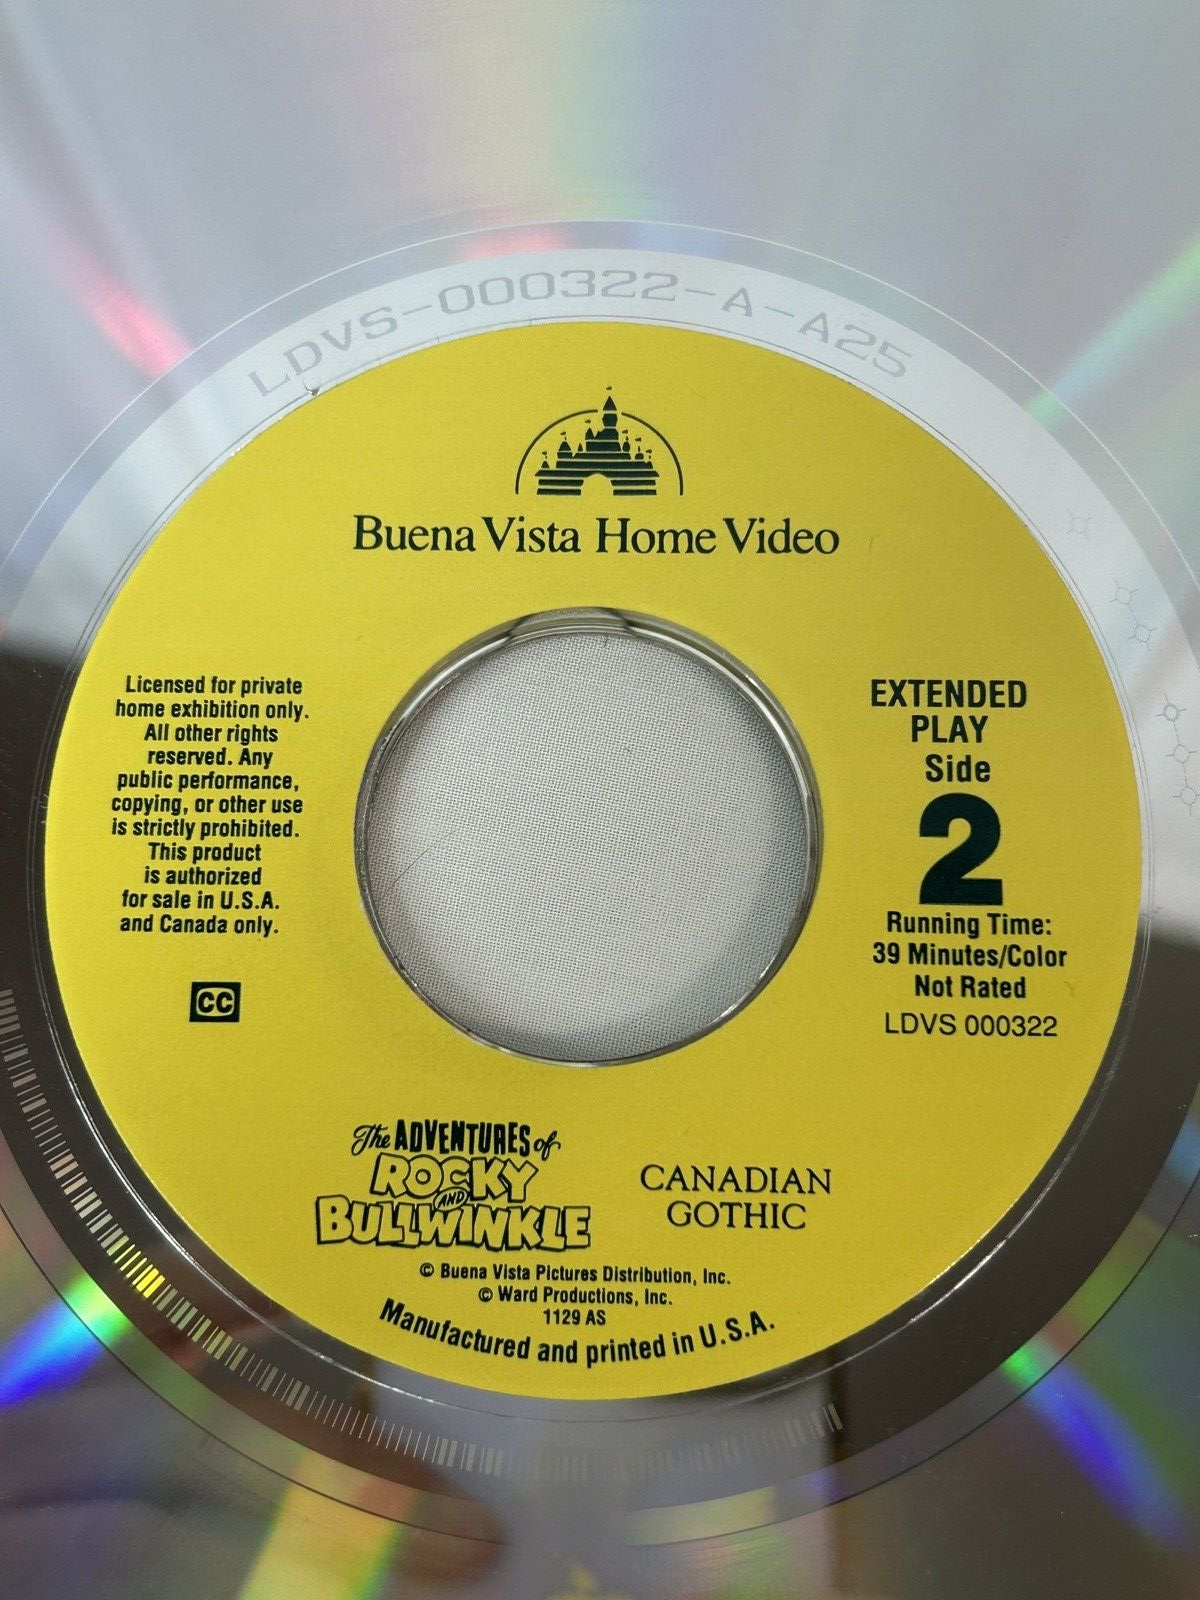 LDVS-000322-A-A25
Buena Vista Home Video
Licensed for private
home exhibition only.
All other rights
reserved. Any
public performance,
copying, or other use
is strictly prohibited.
This product
is authorized
for sale in U.S.A.
and Canada only.
CC
EXTENDED
PLAY
Side
2
Running Time:
39 Minutes/Color
Not Rated
LDVS 000322
The ADVENTURES of
ROCKY
AND
BULLWINKLE
CANADIAN
GOTHIC
© Buena Vista Pictures Distribution, Inc.
© Ward Productions, Inc.
1129 AS
Manufactured and printed in U.S.A.